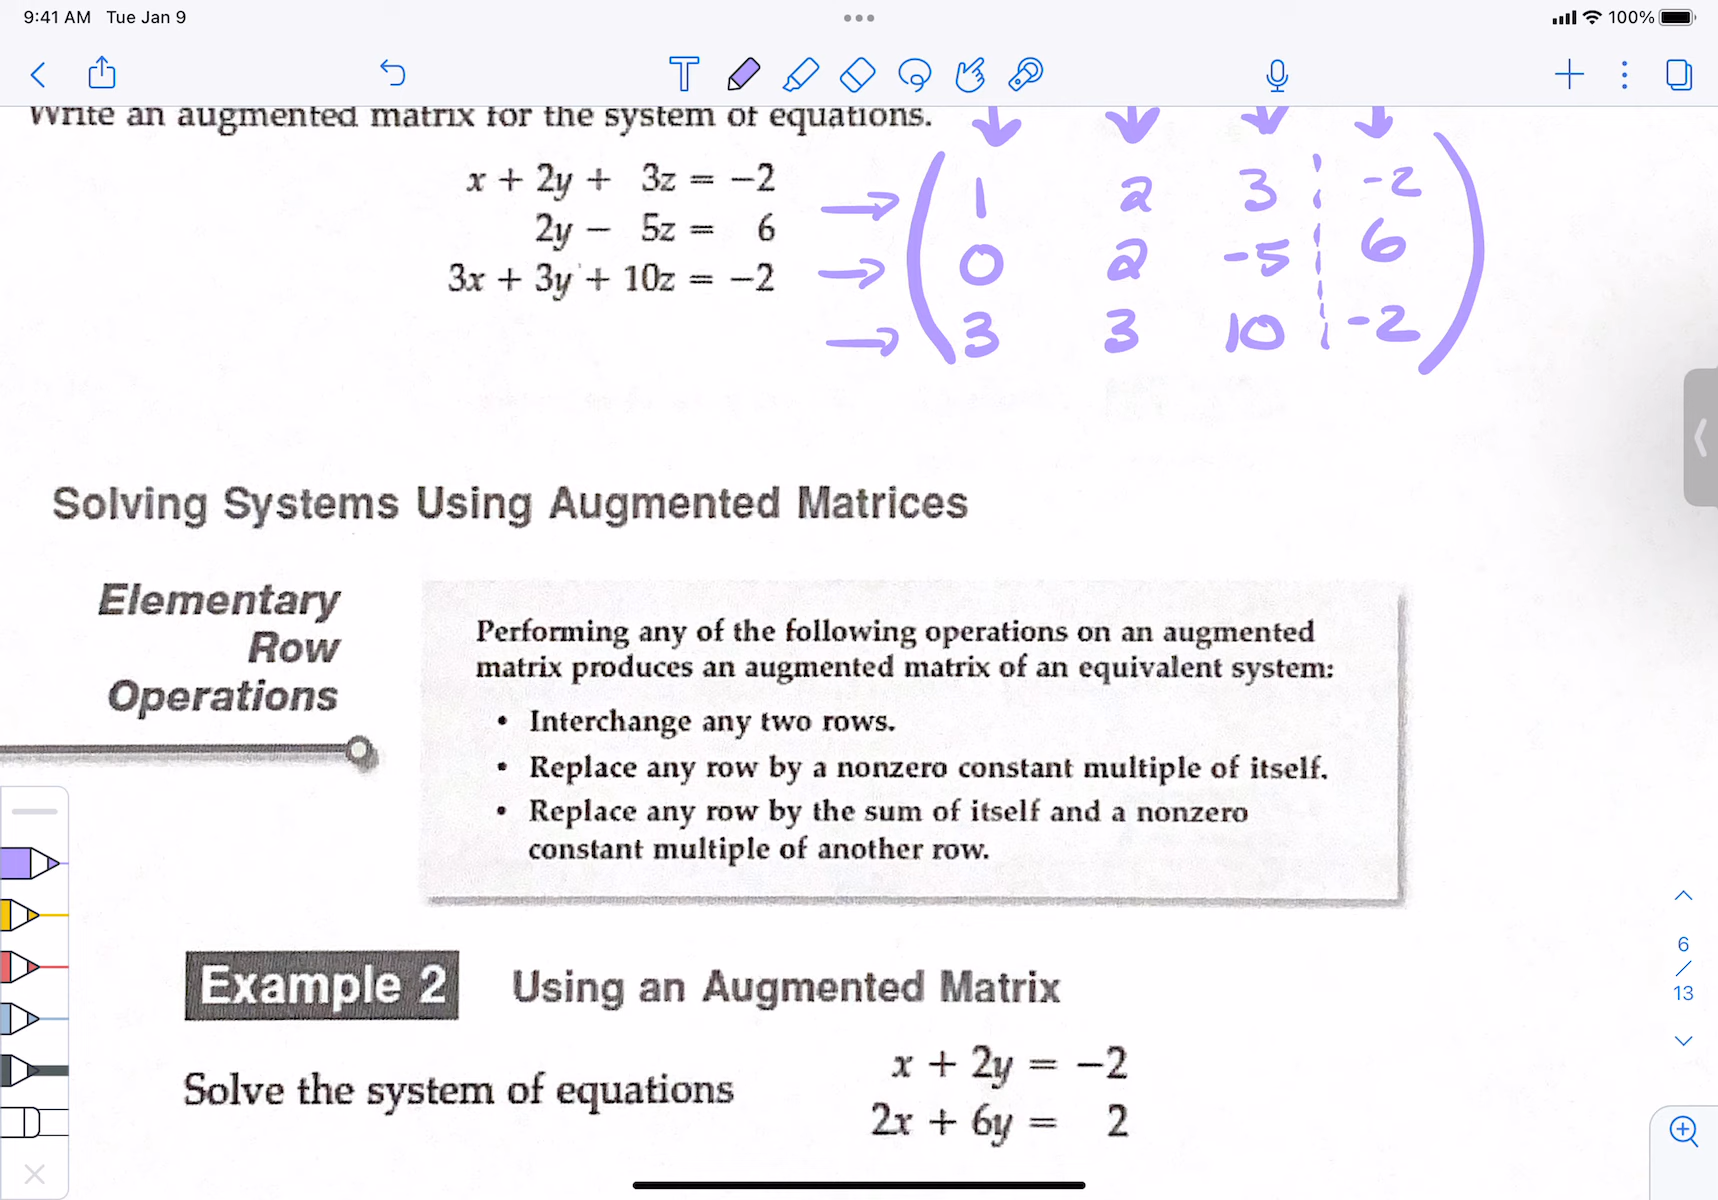 9:41 AM Tue Jan 9
100%
Write an augmented matrix for the system of equations.
x + 2y + 3z = −2
2y − 5z = 6
3x + 3y + 10z = −2
1 2 3 -2
0 2 -5 6
3 3 10 -2
Solving Systems Using Augmented Matrices
Elementary
Row
Operations
Performing any of the following operations on an augmented
matrix produces an augmented matrix of an equivalent system:
• Interchange any two rows.
• Replace any row by a nonzero constant multiple of itself.
• Replace any row by the sum of itself and a nonzero
constant multiple of another row.
Example 2 Using an Augmented Matrix
Solve the system of equations
x + 2y = −2
2x + 6y = 2
6
/
13